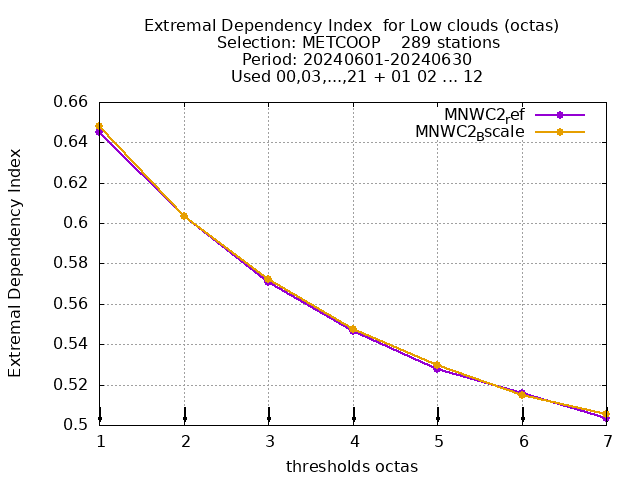 Extremal Dependency Index  for Low clouds (octas)
Selection: METCOOP    289 stations
Period: 20240601-20240630
Used 00,03,...,21 + 01 02 ... 12
MNWC2_ref
MNWC2_Bscale
Extremal Dependency Index
0.66
0.64
0.62
0.6
0.58
0.56
0.54
0.52
0.5
1 2 3 4 5 6 7
thresholds octas